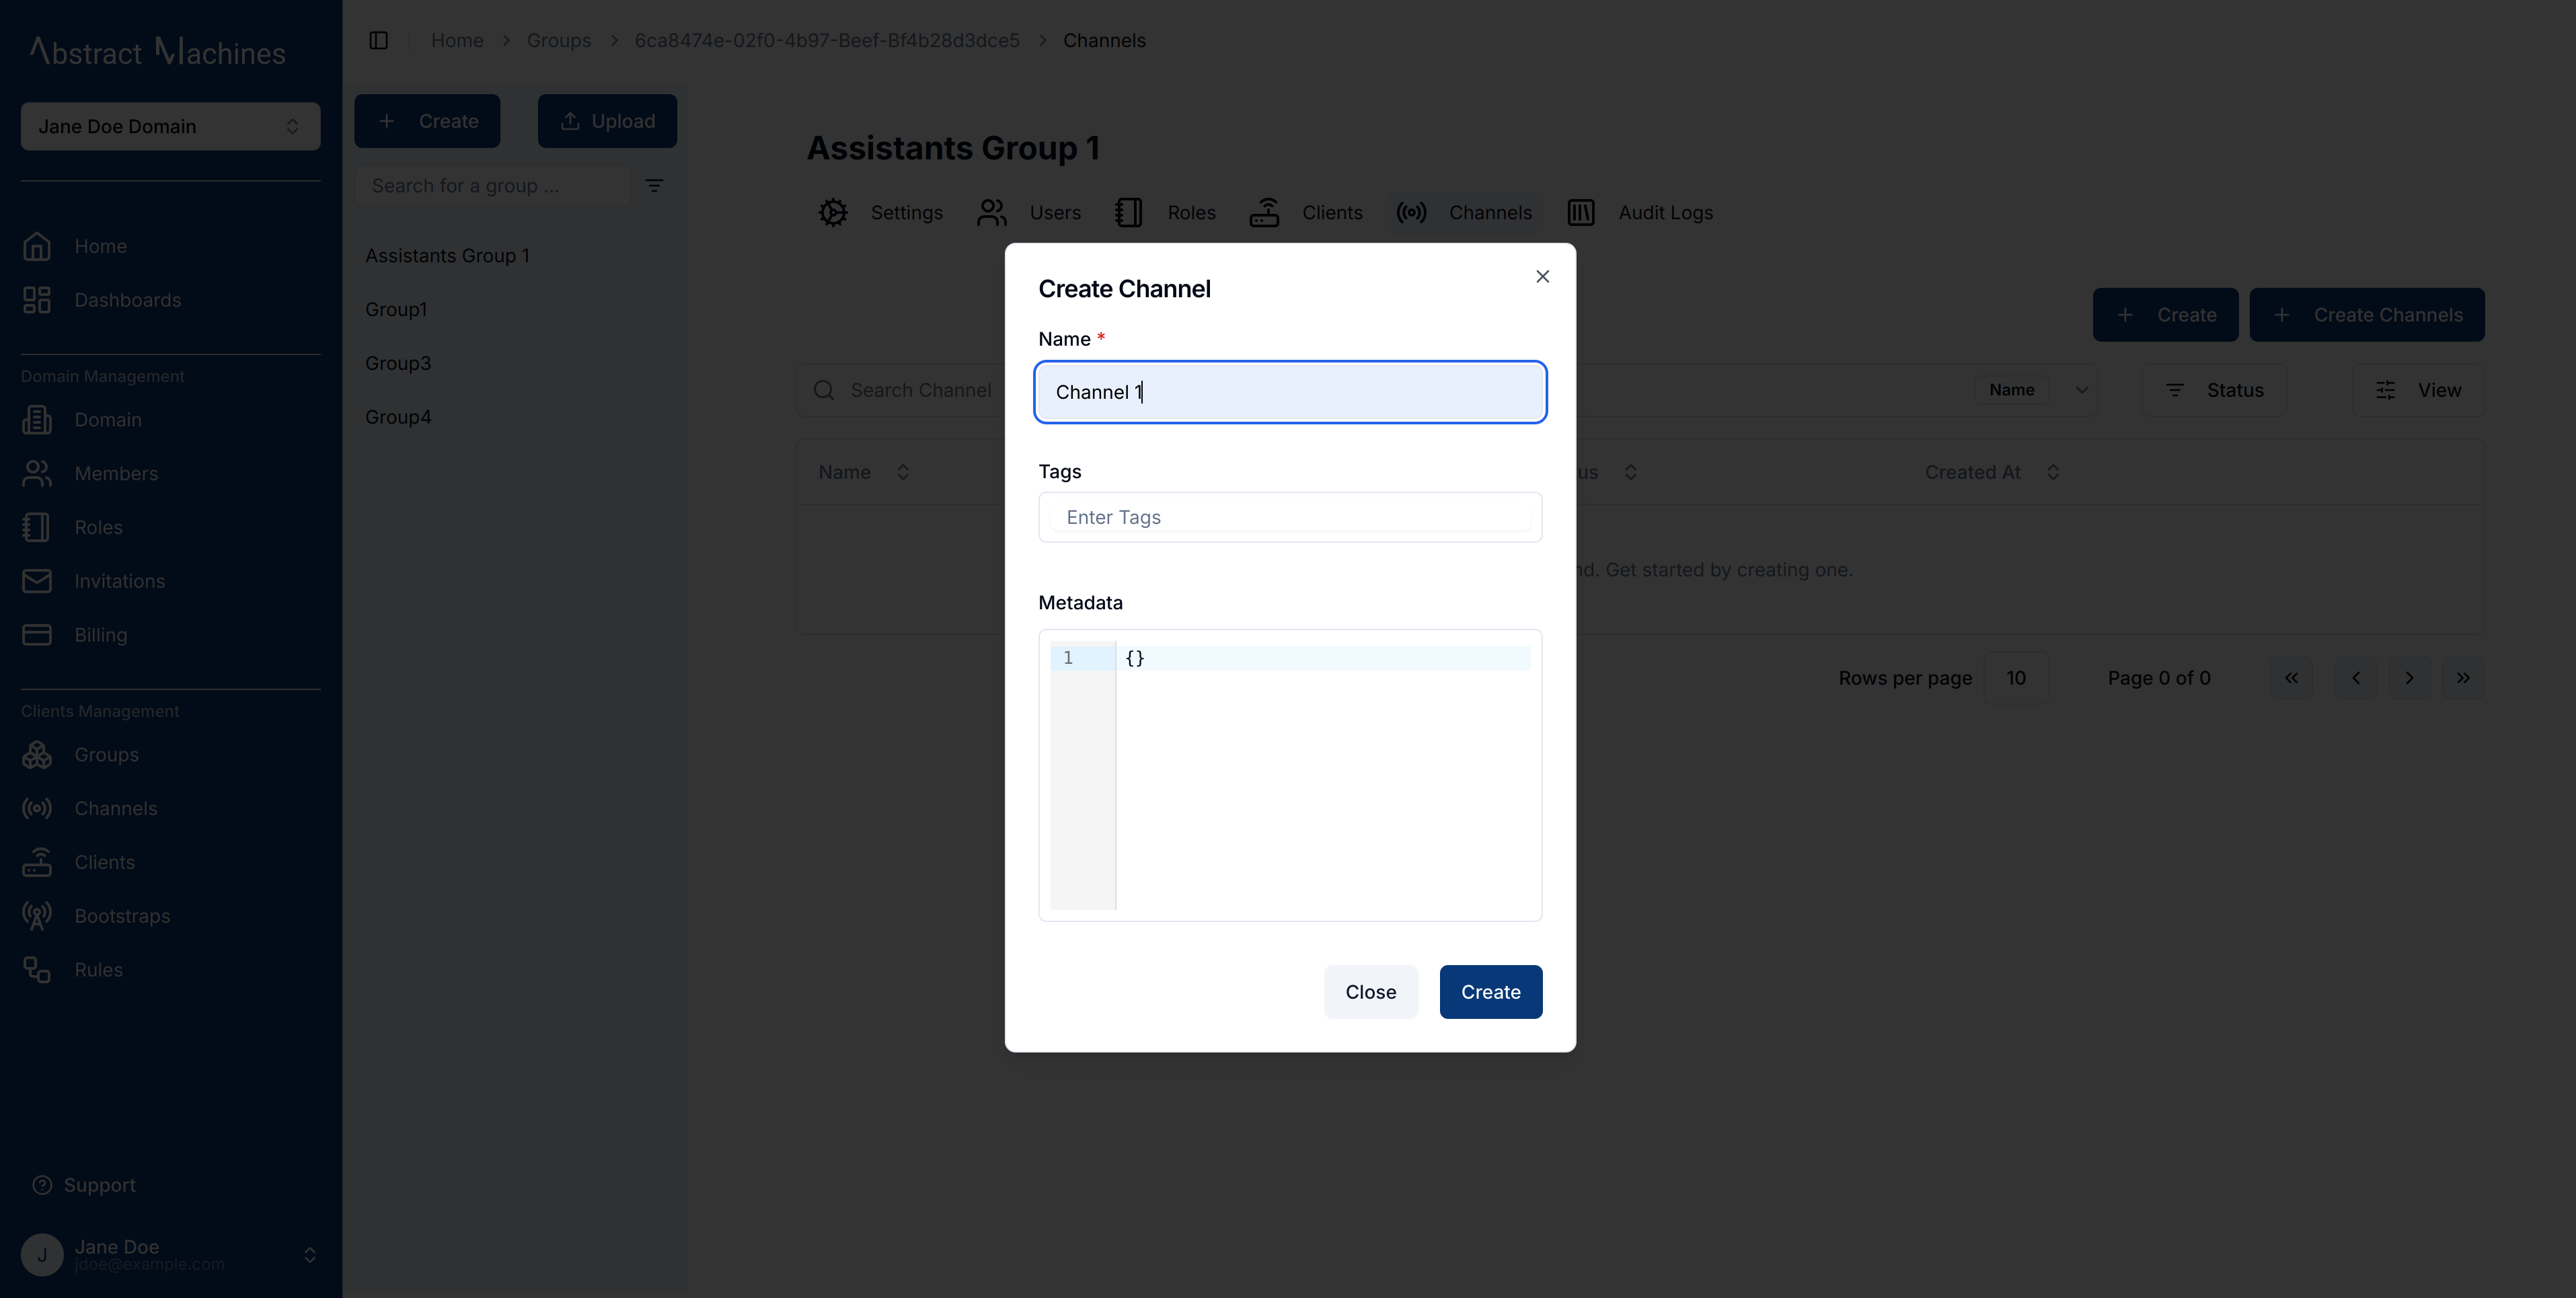 Abstract Machines
Jane Doe Domain
Home
Dashboards
Domain Management
Domain
Members
Roles
Invitations
Billing
Clients Management
Groups
Channels
Clients
Bootstraps
Rules
Support
J
Jane Doe
jdoe@example.com
Home > Groups > 6ca8474e-02f0-4b97-Beef-Bf4b28d3dce5 > Channels
Create
Upload
Search for a group ...
Assistants Group 1
Group1
Group3
Group4
Assistants Group 1
Settings
Users
Roles
Clients
Channels
Audit Logs
Create
Create Channels
Search Channel
Name
Status
View
Name
us
Created At
nd. Get started by creating one.
Rows per page
10
Page 0 of 0
Create Channel
Name *
Channel 1
Tags
Enter Tags
Metadata
1
{}
Close
Create